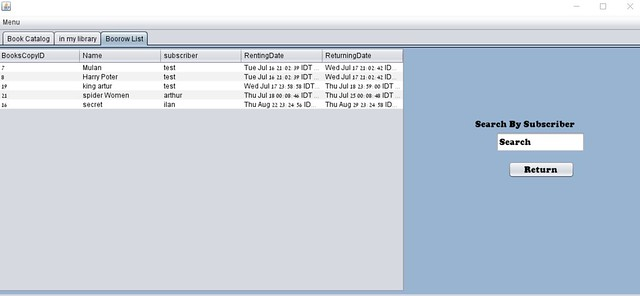 Menu
Book Catalog in my library Boorow List
BooksCopyID Name subscriber RentingDate ReturningDate
7 Mulan test Tue Jul 16 21:02:39 IDT ... Wed Jul 17 21:02:42 ID...
8 Harry Poter test Tue Jul 16 21:02:39 IDT ... Wed Jul 17 21:02:42 ID...
19 king artur test Wed Jul 17 23:58:58 IDT... Thu Jul 18 23:59:00 IDT...
21 spider Women arthur Thu Jul 18 00:08:46 IDT ... Thu Jul 25 00:08:48 IDT...
16 secret ilan Thu Aug 22 23:24:56 ID... Thu Aug 29 23:24:58 ID...
Search By Subscriber
Search
Return